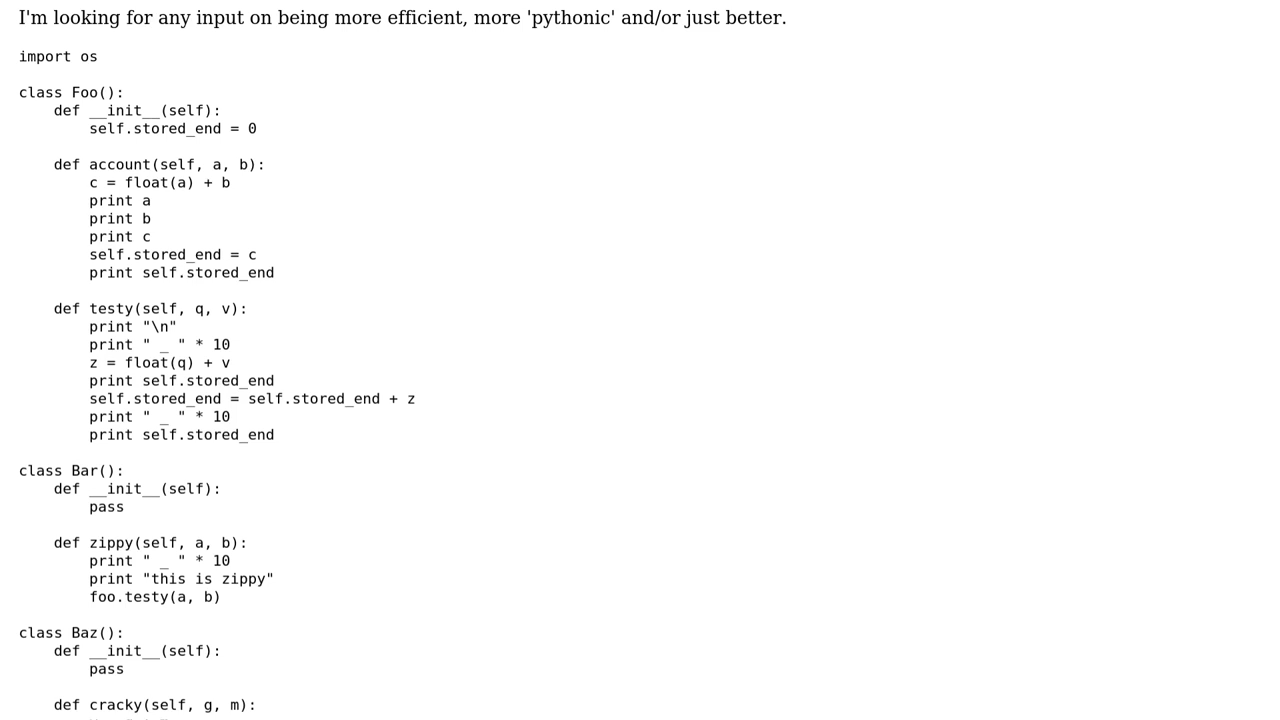 I'm looking for any input on being more efficient, more 'pythonic' and/or just better.
import os
class Foo():
    def __init__(self):
        self.stored_end = 0
    def account(self, a, b):
        c = float(a) + b
        print a
        print b
        print c
        self.stored_end = c
        print self.stored_end
    def testy(self, q, v):
        print "\n"
        print " _ " * 10
        z = float(q) + v
        print self.stored_end
        self.stored_end = self.stored_end + z
        print " _ " * 10
        print self.stored_end
class Bar():
    def __init__(self):
        pass
    def zippy(self, a, b):
        print " _ " * 10
        print "this is zippy"
        foo.testy(a, b)
class Baz():
    def __init__(self):
        pass
    def cracky(self, g, m):